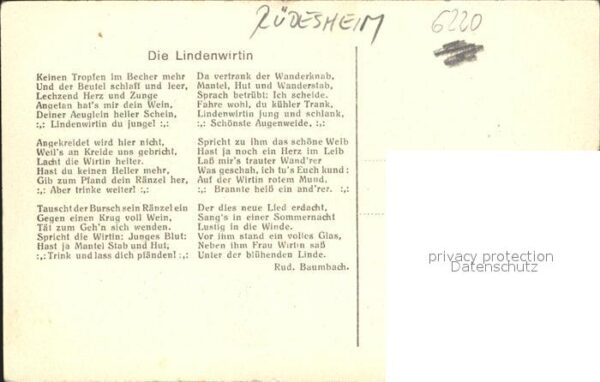 RÜDESHEIM
6220
Die Lindenwirtin
Keinen Tropfen im Becher mehr
Und der Beutel schlaff und leer,
Lechzend Herz und Zunge
Angetan hat's mir dein Wein,
Deiner Aeuglein heller Schein,
:,: Lindenwirtin du junge! :,:
Angekreidet wird hier nicht,
Weil's an Kreide uns gebricht,
Lacht die Wirtin heiter.
Hast du keinen Heller mehr,
Gib zum Pfand dein Ränzel her,
:,: Aber trinke weiter! :,:
Tauscht der Bursch sein Ränzel ein
Gegen einen Krug voll Wein,
Tät zum Geh'n sich wenden.
Spricht die Wirtin: Junges Blut:
Hast ja Mantel Stab und Hut;
:,: Trink und lass dich pfänden! :,:
Da vertrank der Wanderknab,
Mantel, Hut und Wanderstab,
Sprach betrübt: Ich scheide.
Fahre wohl, du kühler Trank,
Lindenwirtin jung und schlank,
:,: Schönste Augenweide, :,:
Spricht zu ihm das schöne Weib
Hast ja noch ein Herz im Leib
Laß mir's trauter Wand'rer
Was geschah, ich tu's Euch kund:
Auf der Wirtin rotem Mund,
:,: Brannte heiß ein and'rer. :,:
Der dies neue Lied erdacht,
Sang's in einer Sommernacht
Lustig in die Winde.
Vor ihm stand ein volles Glas,
Neben ihm Frau Wirtin saß
Unter der blühenden Linde.
Rud. Baumbach.
privacy protection
Datenschutz